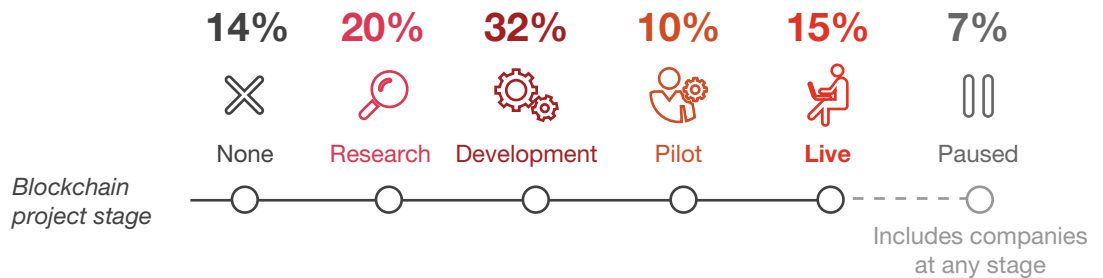 14% 20% 32% 10% 15% 7%
None Research Development Pilot Live Paused
Blockchain
project stage
Includes companies
at any stage